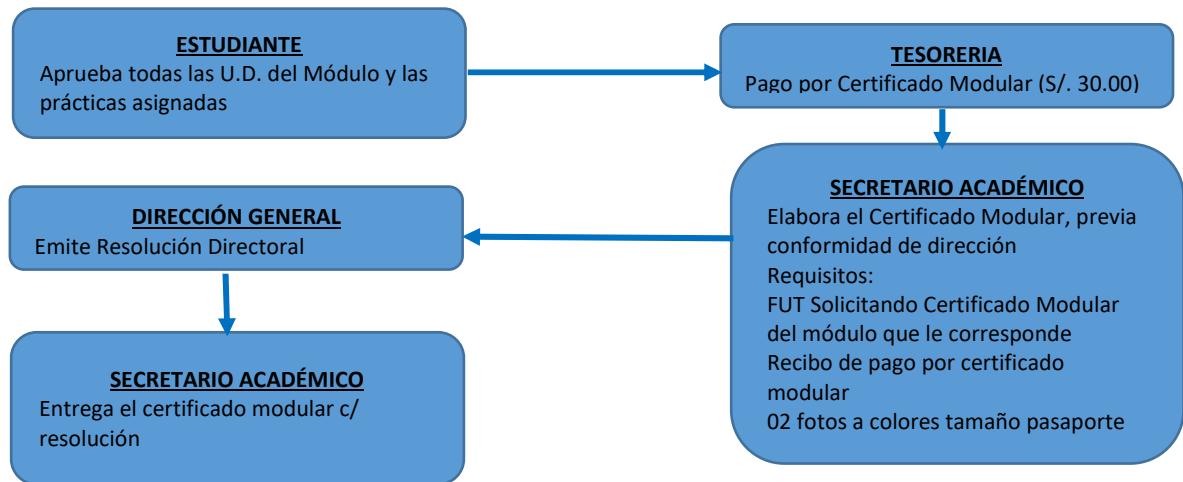 ESTUDIANTE
Aprueba todas las U.D. del Módulo y las
prácticas asignadas
TESORERIA
Pago por Certificado Modular (S/. 30.00)
SECRETARIO ACADÉMICO
Elabora el Certificado Modular, previa
conformidad de dirección
Requisitos:
FUT Solicitando Certificado Modular
del módulo que le corresponde
Recibo de pago por certificado
modular
02 fotos a colores tamaño pasaporte
DIRECCIÓN GENERAL
Emite Resolución Directoral
SECRETARIO ACADÉMICO
Entrega el certificado modular c/
resolución